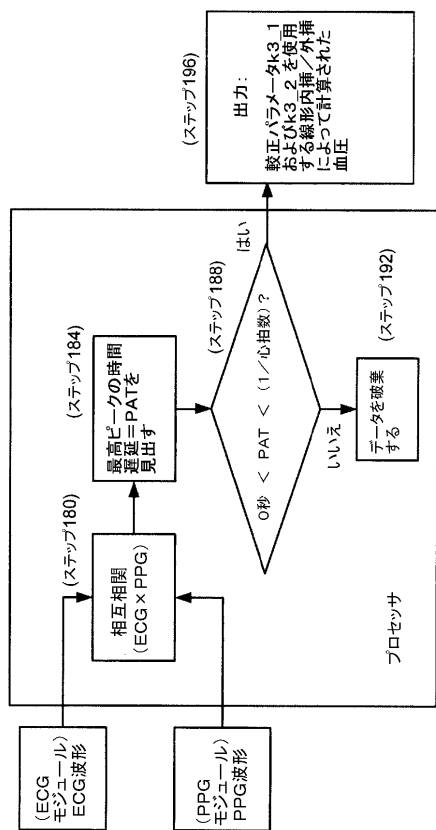 (ECG
モジュール)
ECG波形
(PPG
モジュール)
PPG波形
(ステップ180)
相互相関
(ECG×PPG)
(ステップ184)
最高ピークの時間
遅延=PATを
見出す
(ステップ188)
0秒 < PAT < (1/心拍数)?
はい
いいえ
(ステップ192)
データを破棄
する
プロセッサ
(ステップ196)
出力:
較正パラメータk3_1
およびk3_2 を使用
する線形内挿/外挿
によって計算された
血圧